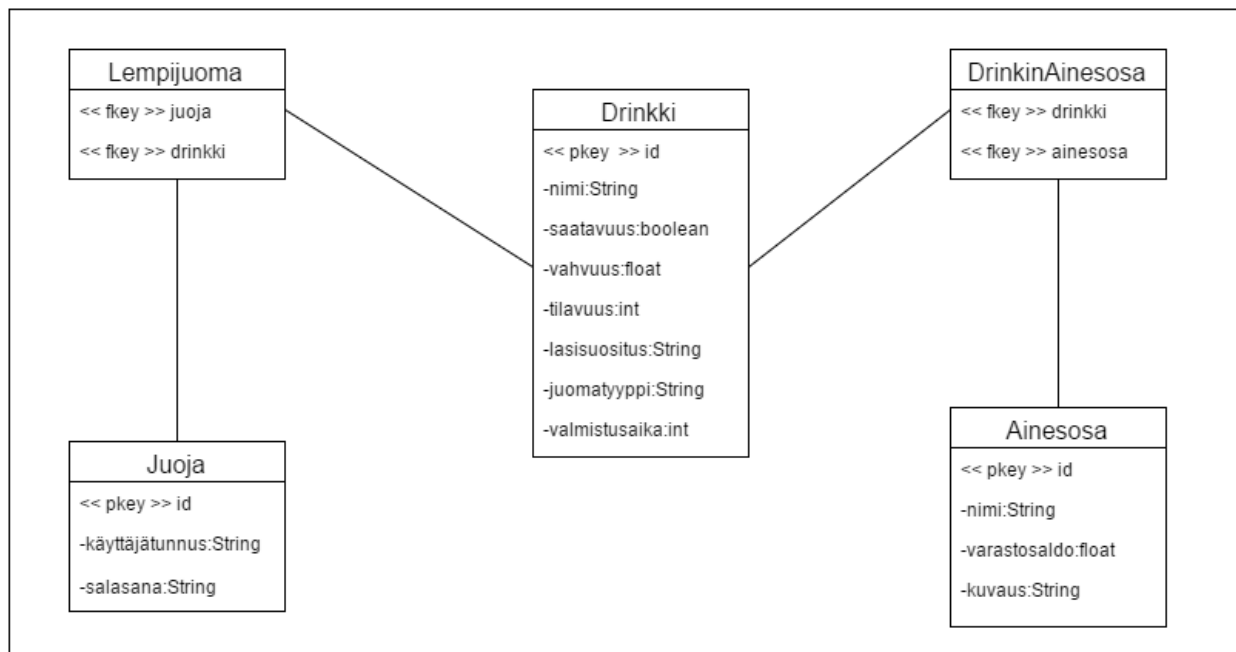 Lempijuoma
<< fkey >> juoja
<< fkey >> drinkki
Juoja
<< pkey >> id
-käyttäjätunnus:String
-salasana:String
Drinkki
<< pkey >> id
-nimi:String
-saatavuus:boolean
-vahvuus:float
-tilavuus:int
-lasisuositus:String
-juomatyyppi:String
-valmistusaika:int
DrinkinAinesosa
<< fkey >> drinkki
<< fkey >> ainesosa
Ainesosa
<< pkey >> id
-nimi:String
-varastosaldo:float
-kuvaus:String